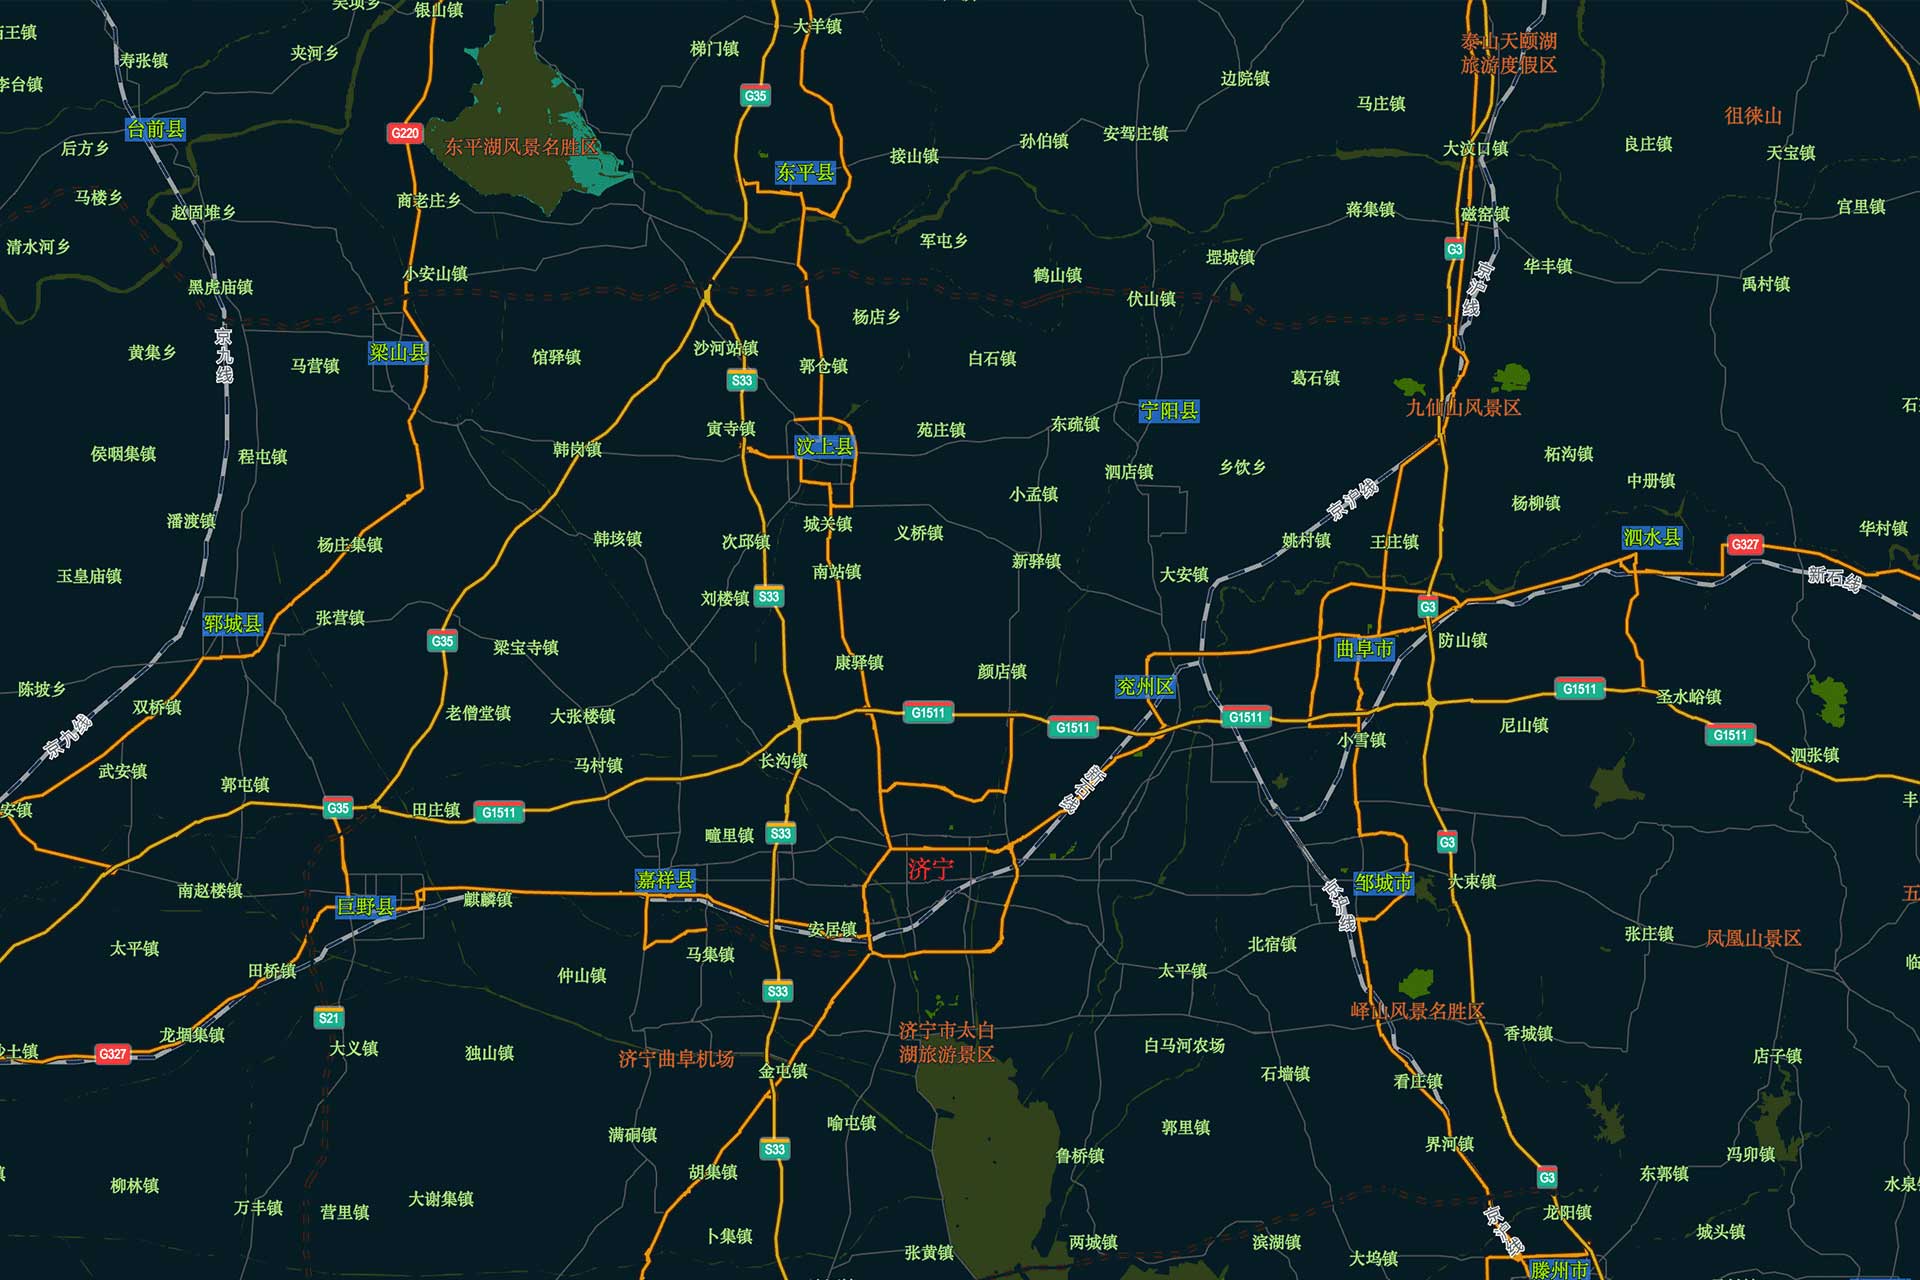 银山镇
大羊镇
梯门镇
泰山天颐湖
旅游度假区
寿张镇
夹河乡
李台镇
边院镇
马庄镇
G35
徂徕山
台前县
G220
后方乡
东平湖风景名胜区
孙伯镇
安驾庄镇
接山镇
大汶口镇
良庄镇
天宝镇
东平县
马楼乡
赵固堆乡
商老庄乡
蒋集镇
磁窑镇
宫里镇
清水河乡
军屯乡
G3
堽城镇
华丰镇
小安山镇
鹤山镇
黑虎庙镇
伏山镇
禹村镇
京沪线
杨店乡
京九线
黄集乡
梁山县
马营镇
馆驿镇
沙河站镇
郭仓镇
白石镇
S33
葛石镇
九仙山风景区
宁阳县
寅寺镇
苑庄镇
东疏镇
汶上县
侯咽集镇
程屯镇
韩岗镇
泗店镇
乡饮乡
柘沟镇
中册镇
小孟镇
京沪线
杨柳镇
潘渡镇
城关镇
义桥镇
华村镇
杨庄集镇
韩垓镇
次邱镇
姚村镇
王庄镇
泗水县
G327
新驿镇
玉皇庙镇
南站镇
大安镇
新石线
刘楼镇
S33
G3
郓城县
张营镇
G35
梁宝寺镇
防山镇
曲阜市
康驿镇
颜店镇
陈坡乡
兖州区
G1511
圣水峪镇
双桥镇
老僧堂镇
大张楼镇
G1511
G1511
G1511
尼山镇
G1511
京九线
小雪镇
泗张镇
武安镇
马村镇
长沟镇
新石线
郭屯镇
安镇
G35
田庄镇
G1511
丰
疃里镇
S33
G3
济宁
嘉祥县
邹城市
大束镇
南赵楼镇
巨野县
麒麟镇
京沪线
五
安居镇
太平镇
马集镇
北宿镇
张庄镇
凤凰山景区
临
田桥镇
仲山镇
太平镇
S33
S21
峄山风景名胜区
龙堌集镇
济宁市太白
湖旅游景区
香城镇
土镇
G327
大义镇
独山镇
济宁曲阜机场
白马河农场
店子镇
金屯镇
石墙镇
看庄镇
喻屯镇
满硐镇
郭里镇
S33
界河镇
鲁桥镇
冯卯镇
胡集镇
G3
东郭镇
柳林镇
水泉
大谢集镇
万丰镇
营里镇
龙阳镇
卜集镇
京沪线
城头镇
张黄镇
两城镇
滨湖镇
大坞镇
滕州市